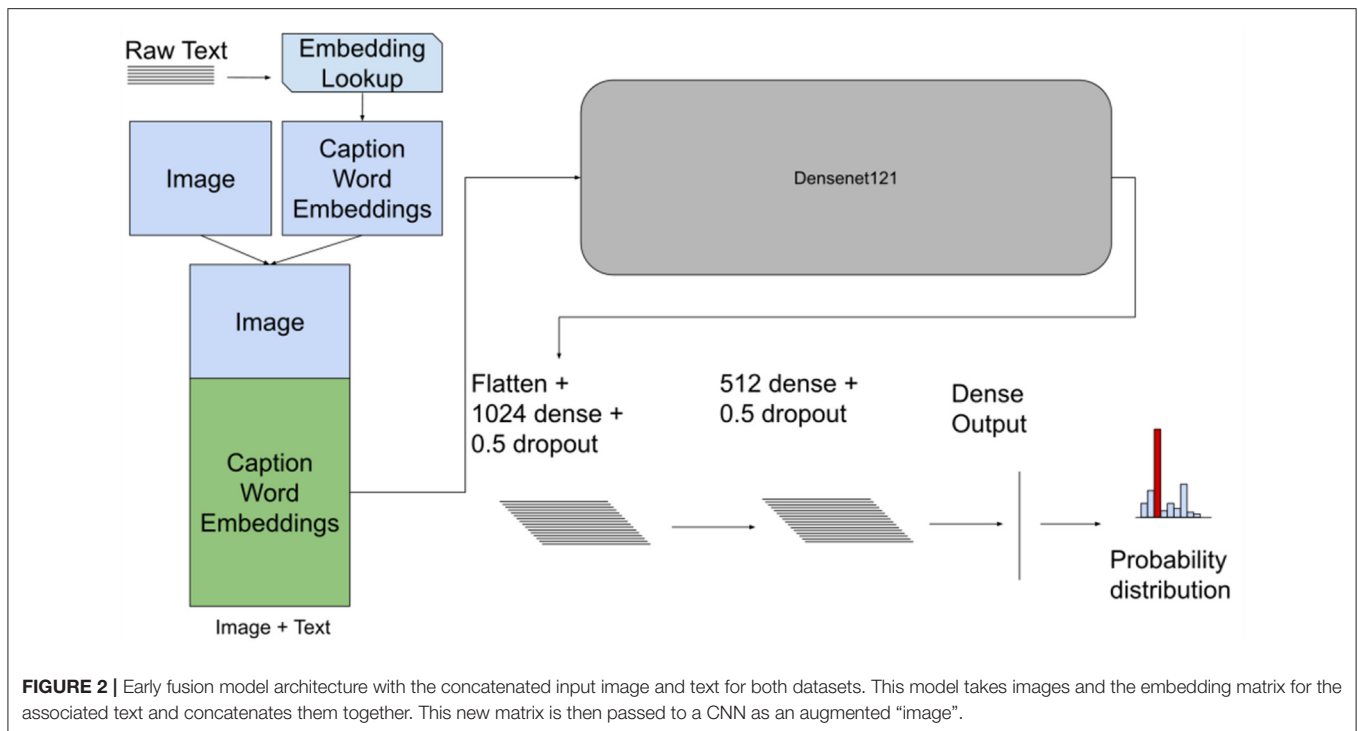 Raw Text
Embedding
Lookup
Image
Caption
Word
Embeddings
Densenet121
Image
Caption
Word
Embeddings
Image + Text
Flatten +
1024 dense +
0.5 dropout
512 dense +
0.5 dropout
Dense
Output
Probability
distribution
FIGURE 2 | Early fusion model architecture with the concatenated input image and text for both datasets. This model takes images and the embedding matrix for the
associated text and concatenates them together. This new matrix is then passed to a CNN as an augmented “image”.